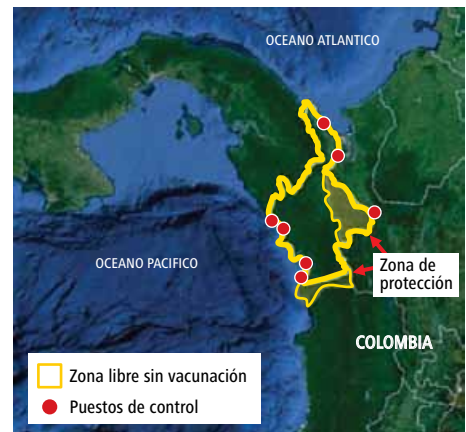 OCEANO ATLANTICO
OCEANO PACIFICO
Zona de
protección
COLOMBIA
Zona libre sin vacunación
Puestos de control